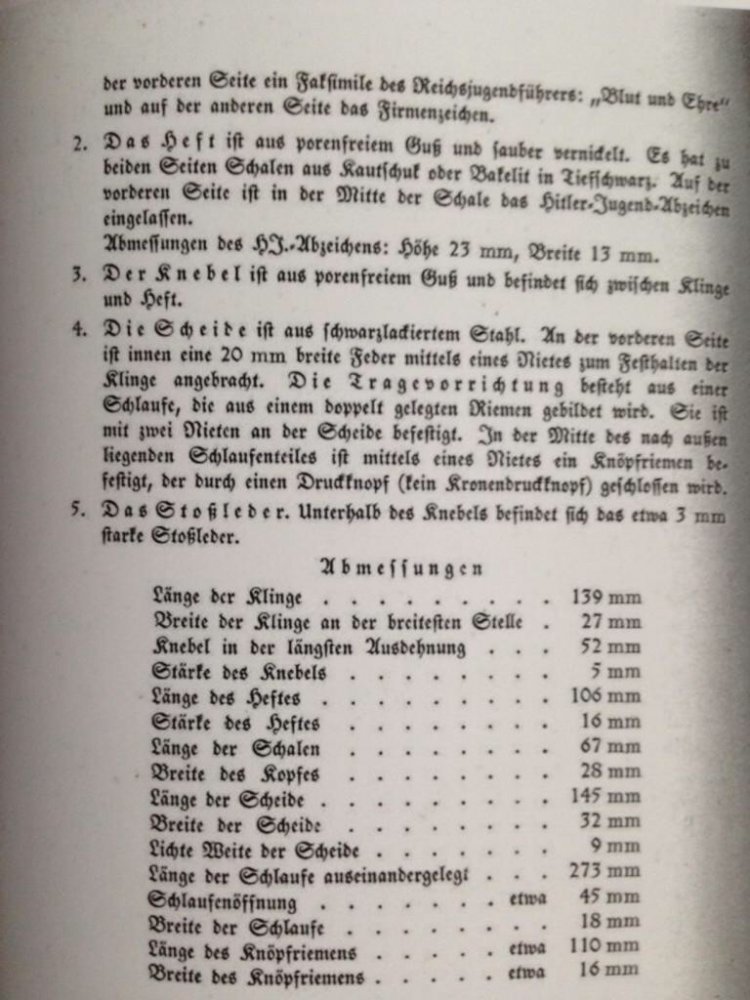 der vorderen Seite ein Faksimile des Reichsjugendführers: „Blut und Ehre“
und auf der anderen Seite das Firmenzeichen.
2. Das Heft ist aus porenfreiem Guß und sauber vernickelt. Es hat zu
beiden Seiten Schalen aus Kautschuk oder Bakelit in Tiefschwarz. Auf der
vorderen Seite ist in der Mitte der Schale das Hitler-Jugend-Abzeichen
eingelassen.
Abmessungen des HJ.-Abzeichens: Höhe 23 mm, Breite 13 mm.
3. Der Knebel ist aus porenfreiem Guß und befindet sich zwischen Klinge
und Heft.
4. Die Scheide ist aus schwarzlackiertem Stahl. An der vorderen Seite
ist innen eine 20 mm breite Feder mittels eines Nietes zum Festhalten der
Klinge angebracht. Die Tragevorrichtung besteht aus einer
Schlaufe, die aus einem doppelt gelegten Riemen gebildet wird. Sie ist
mit zwei Nieten an der Scheide befestigt. In der Mitte des nach außen
liegenden Schlaufenteiles ist mittels eines Nietes ein Knöpfriemen be-
festigt, der durch einen Druckknopf (kein Kronendruckknopf) geschlossen wird.
5. Das Stoßleder. Unterhalb des Knebels befindet sich das etwa 3 mm
starke Stoßleder.
Abmessungen
Länge der Klinge . . . . . . . . . 139 mm
Breite der Klinge an der breitesten Stelle . 27 mm
Knebel in der längsten Ausdehnung . . . 52 mm
Stärke des Knebels . . . . . . . . 5 mm
Länge des Heftes . . . . . . . . . 106 mm
Stärke des Heftes . . . . . . . . 16 mm
Länge der Schalen . . . . . . . . 67 mm
Breite des Kopfes . . . . . . . . 28 mm
Länge der Scheide . . . . . . . . . 145 mm
Breite der Scheide . . . . . . . . 32 mm
Lichte Weite der Scheide . . . . . . . 9 mm
Länge der Schlaufe auseinandergelegt . . . 273 mm
Schlaufenöffnung . . . . . . . etwa 45 mm
Breite der Schlaufe . . . . . . . . 18 mm
Länge des Knöpfriemens . . . . . etwa 110 mm
Breite des Knöpfriemens . . . . . etwa 16 mm